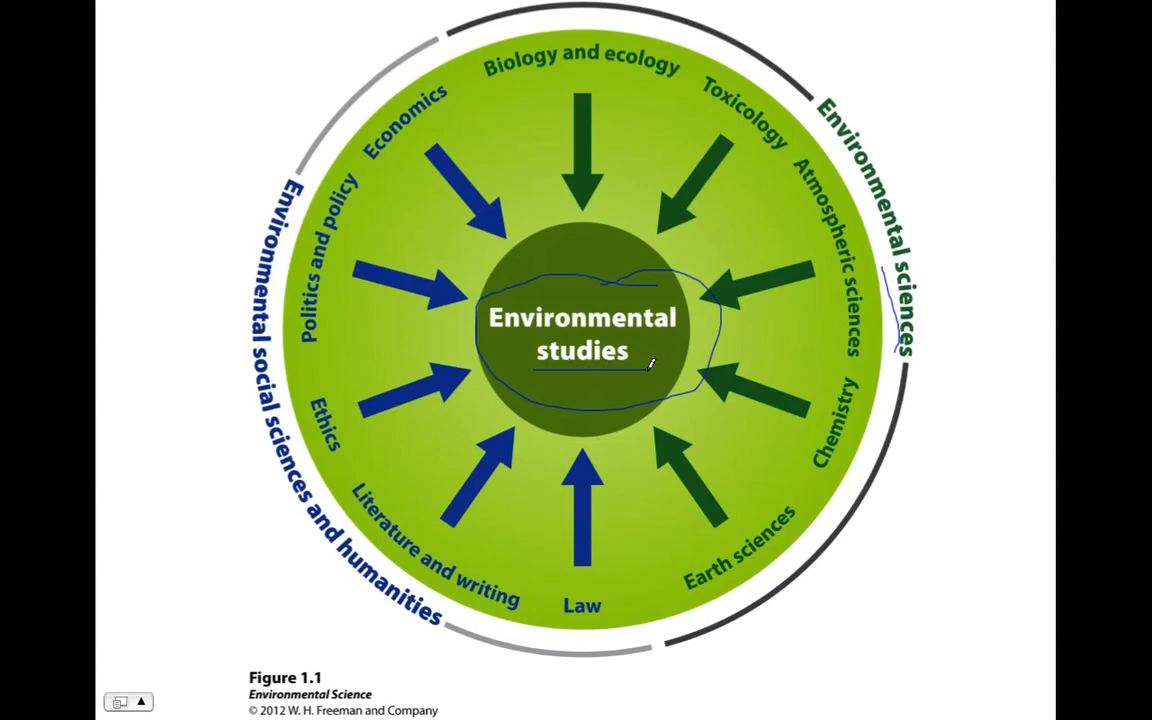 Biology and ecology
Toxicology
Atmospheric sciences
Chemistry
Earth sciences
Law
Literature and writing
Ethics
Politics and policy
Economics
Environmental sciences
Environmental social sciences and humanities
Environmental
studies
Figure 1.1
Environmental Science
© 2012 W. H. Freeman and Company